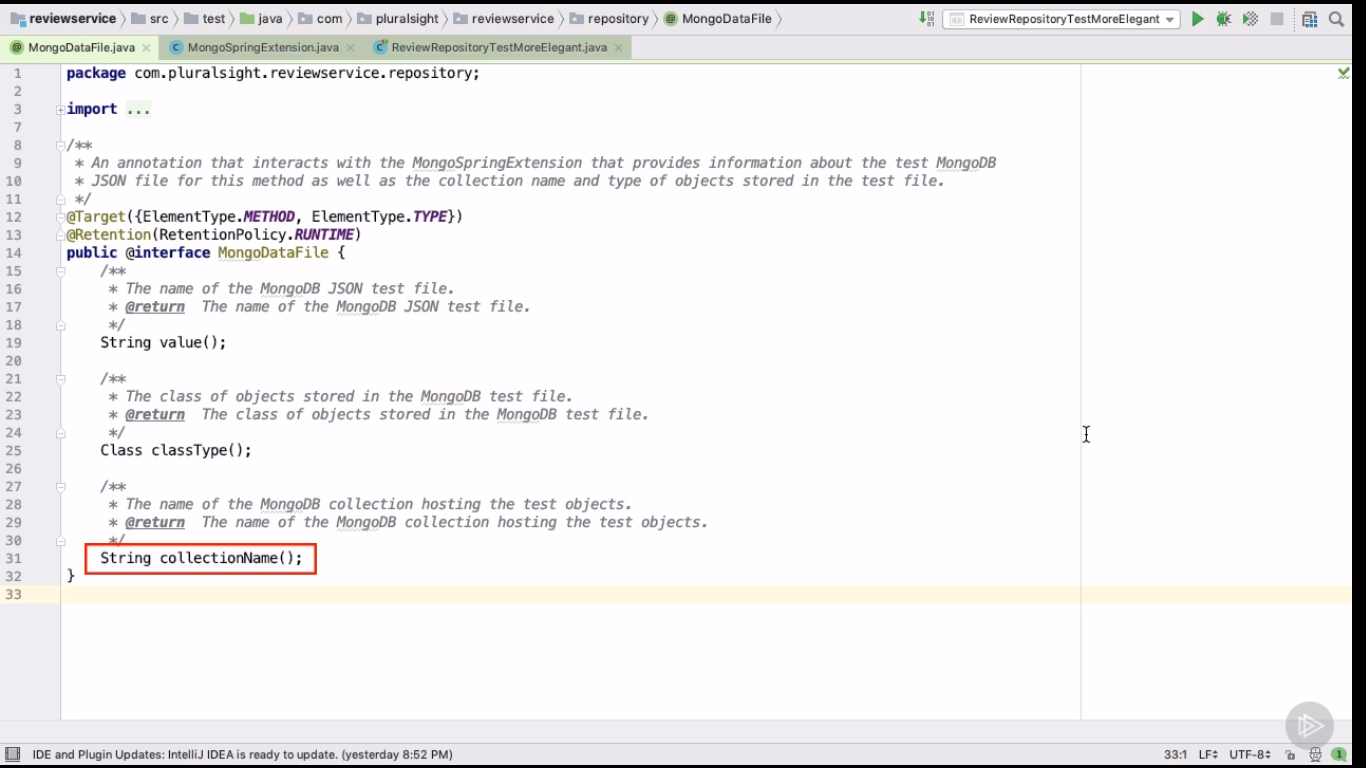 reviewservice src test java com pluralsight reviewservice repository MongoDataFile ReviewRepositoryTestMoreElegant
MongoDataFile.java MongoSpringExtension.java ReviewRepositoryTestMoreElegant.java
1 package com.pluralsight.reviewservice.repository;
2
3 import ...
7
8 /**
9 * An annotation that interacts with the MongoSpringExtension that provides information about the test MongoDB
10 * JSON file for this method as well as the collection name and type of objects stored in the test file.
11 */
12 @Target({ElementType.METHOD, ElementType.TYPE})
13 @Retention(RetentionPolicy.RUNTIME)
14 public @interface MongoDataFile {
15 /**
16 * The name of the MongoDB JSON test file.
17 * @return The name of the MongoDB JSON test file.
18 */
19 String value();
20
21 /**
22 * The class of objects stored in the MongoDB test file.
23 * @return The class of objects stored in the MongoDB test file.
24 */
25 Class classType();
26
27 /**
28 * The name of the MongoDB collection hosting the test objects.
29 * @return The name of the MongoDB collection hosting the test objects.
30 */
31 String collectionName();
32 }
33
IDE and Plugin Updates: IntelliJ IDEA is ready to update. (yesterday 8:52 PM) 33:1 LF UTF-8 1